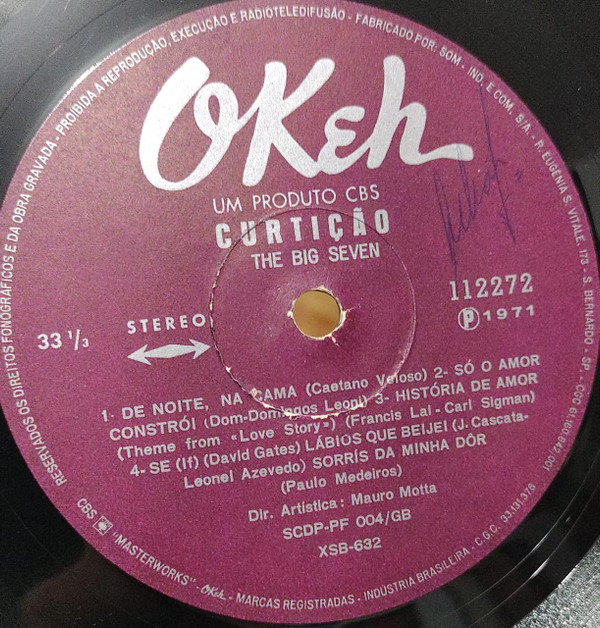 RESERVADOS OS DIREITOS FONOGRÁFICOS E DA OBRA GRAVADA - PROIBIDA A REPRODUÇÃO, EXECUÇÃO E RADIOTELEDIFUSÃO - FABRICADO POR: SOM - IND. E COM. S/A. - R. EUGÊNIA S. VITALE, 173 - S. BERNARDO - SP. - CGC 61.160.842/001
OKeh
UM PRODUTO CBS
CURTIÇÃO
THE BIG SEVEN
112272
Ⓟ 1971
STEREO
33 1/3
1- DE NOITE, NA CAMA (Caetano Veloso) 2- SÓ O AMOR
CONSTRÓI (Dom-Domingos Leoni) 3- HISTÓRIA DE AMOR
(Theme from «Love Story») (Francis Lai - Carl Sigman)
4- SE (If) (David Gates) LÁBIOS QUE BEIJEI (J. Cascata-
Leonel Azevedo) SORRÍS DA MINHA DÓR
(Paulo Medeiros)
Dir. Artística: Mauro Motta
SCDP-PF 004/GB
XSB-632
CBS "MASTERWORKS" - OKeh - MARCAS REGISTRADAS - INDÚSTRIA BRASILEIRA - C.G.C. 33.131.376